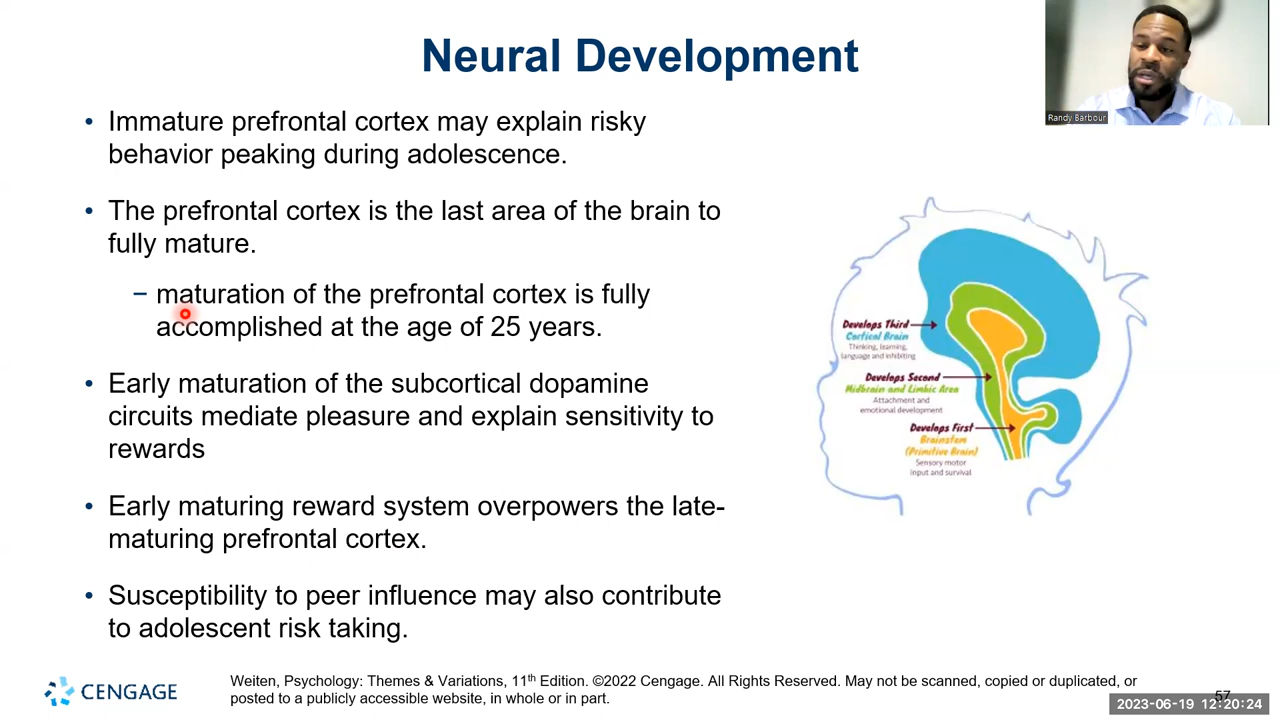 Neural Development
Randy Barbour
• Immature prefrontal cortex may explain risky
behavior peaking during adolescence.
• The prefrontal cortex is the last area of the brain to
fully mature.
– maturation of the prefrontal cortex is fully
accomplished at the age of 25 years.
• Early maturation of the subcortical dopamine
circuits mediate pleasure and explain sensitivity to
rewards
• Early maturing reward system overpowers the late-
maturing prefrontal cortex.
• Susceptibility to peer influence may also contribute
to adolescent risk taking.
Develops Third
Cortical Brain
Thinking, learning,
language and inhibiting
Develops Second
Midbrain and Limbic Area
Attachment and
emotional development
Develops First
Brainstem
(Primitive Brain)
Sensory motor
input and survival
CENGAGE
Weiten, Psychology: Themes & Variations, 11th Edition. ©2022 Cengage. All Rights Reserved. May not be scanned, copied or duplicated, or
posted to a publicly accessible website, in whole or in part.
57
2023-06-19 12:20:24